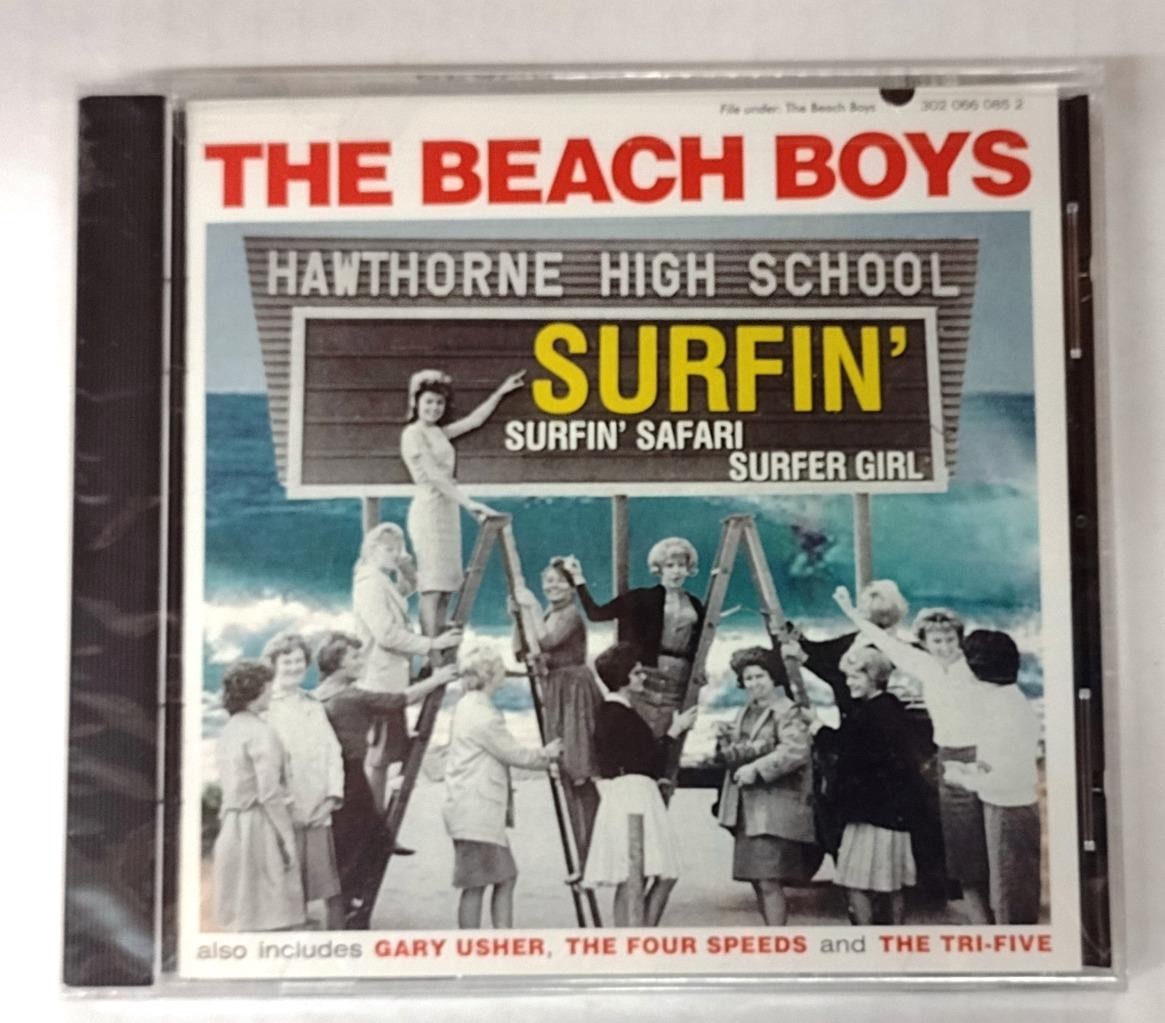 File under: The Beach Boys 302 066 085 2
THE BEACH BOYS
HAWTHORNE HIGH SCHOOL
SURFIN’
SURFIN’ SAFARI
SURFER GIRL
also includes GARY USHER, THE FOUR SPEEDS and THE TRI-FIVE